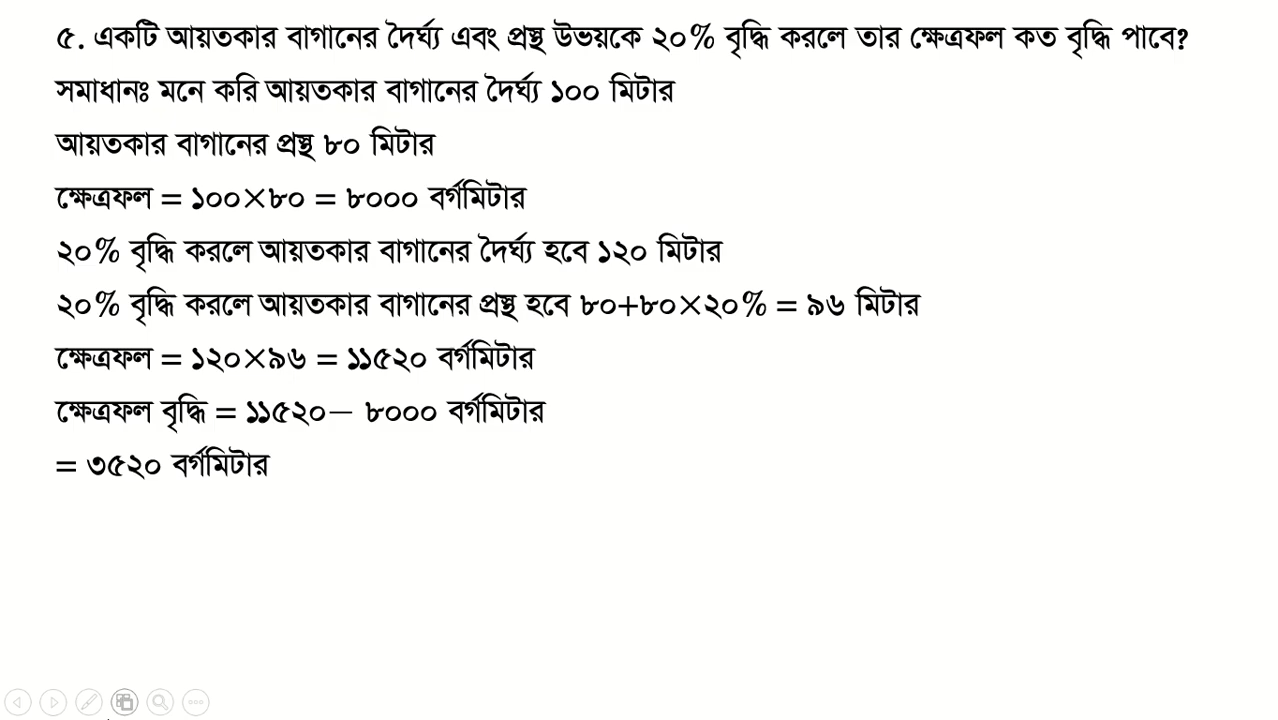 ৫. একটি আয়তকার বাগানের দৈর্ঘ্য এবং প্রস্থ উভয়কে ২০% বৃদ্ধি করলে তার ক্ষেত্রফল কত বৃদ্ধি পাবে?
সমাধানঃ মনে করি আয়তকার বাগানের দৈর্ঘ্য ১০০ মিটার
আয়তকার বাগানের প্রস্থ ৮০ মিটার
ক্ষেত্রফল = ১০০×৮০ = ৮০০০ বর্গমিটার
২০% বৃদ্ধি করলে আয়তকার বাগানের দৈর্ঘ্য হবে ১২০ মিটার
২০% বৃদ্ধি করলে আয়তকার বাগানের প্রস্থ হবে ৮০+৮০×২০% = ৯৬ মিটার
ক্ষেত্রফল = ১২০×৯৬ = ১১৫২০ বর্গমিটার
ক্ষেত্রফল বৃদ্ধি = ১১৫২০− ৮০০০ বর্গমিটার
= ৩৫২০ বর্গমিটার